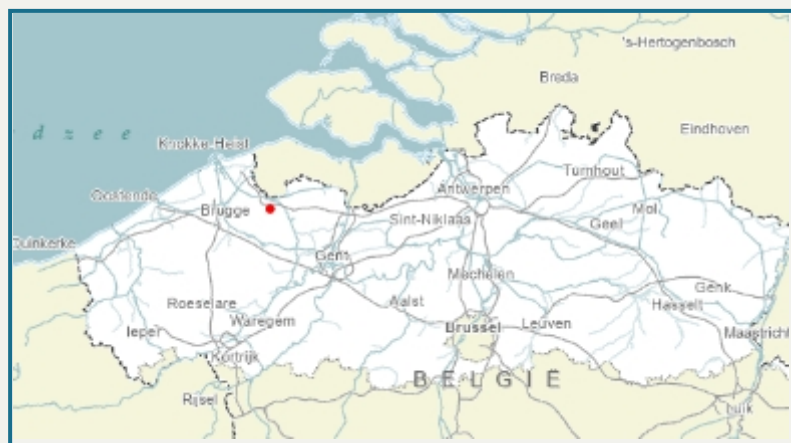 's-Hertogenbosch
Breda
Eindhoven
d z e e
Knokke-Heist
Turnhout
Oostende
Antwerpen
Brugge
Mol
Sint-Niklaas
Geel
Duinkerke
Gent
Mechelen
Genk
Roeselare
Aalst
Hasselt
Ieper
Waregem
Brussel
Leuven
Maastricht
Kortrijk
BELGIË
Rijsel
Luik